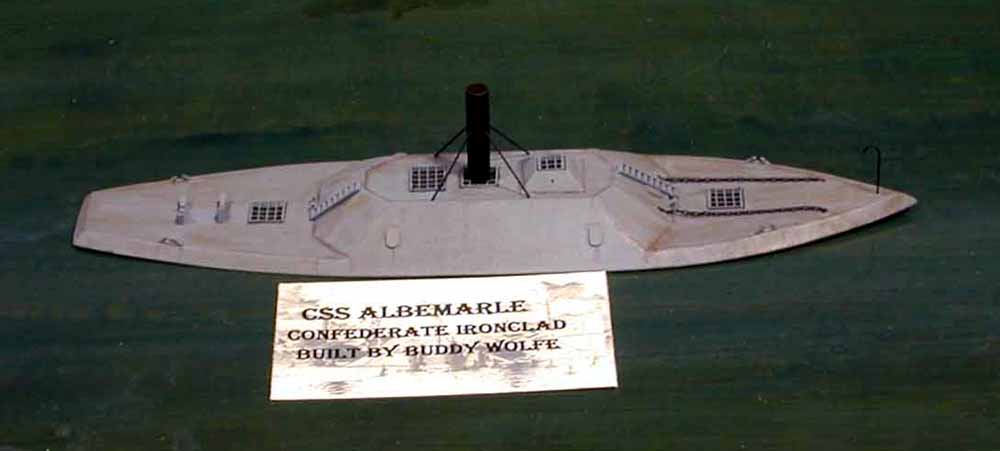 CSS ALBEMARLE
CONFEDERATE IRONCLAD
BUILT BY BUDDY WOLFE